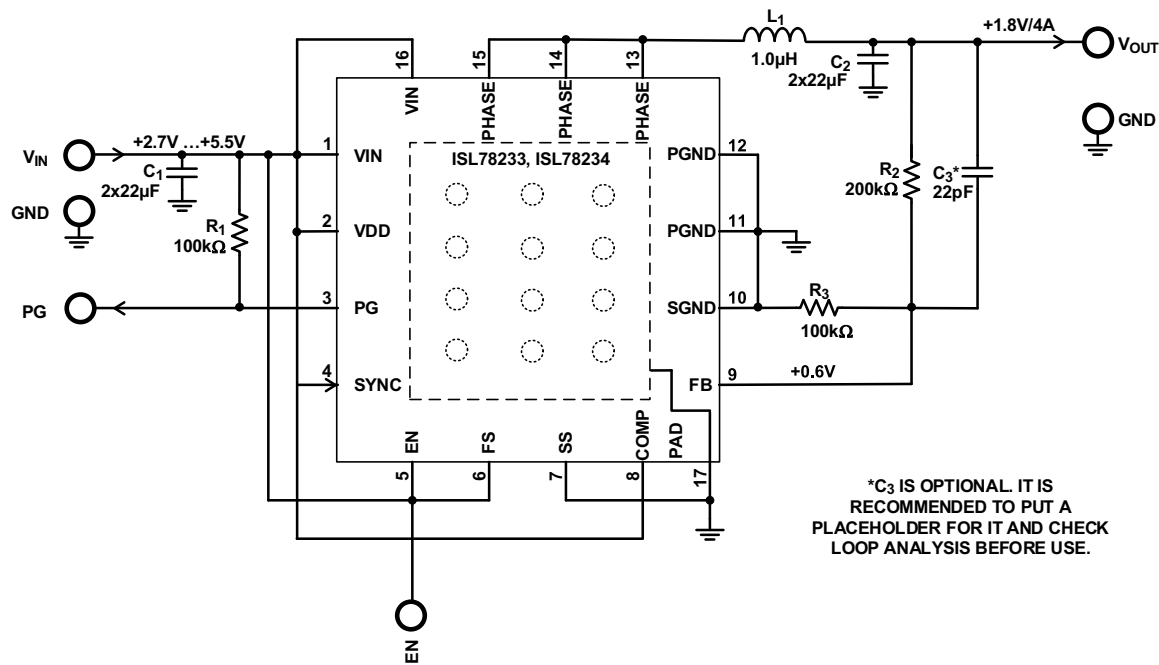 L1
1.0µH
+1.8V/4A
VOUT
C2
2x22µF
GND
16
15
14
13
VIN
PHASE
PHASE
PHASE
ISL78233, ISL78234
VIN
+2.7V …+5.5V
C1
2x22µF
GND
R1
100kΩ
PG
1
VIN
2
VDD
3
PG
4
SYNC
PGND
12
PGND
11
SGND
10
FB
9
R2
200kΩ
C3*
22pF
R3
100kΩ
+0.6V
EN
FS
SS
COMP
PAD
5
6
7
8
17
EN
*C3 IS OPTIONAL. IT IS
RECOMMENDED TO PUT A
PLACEHOLDER FOR IT AND CHECK
LOOP ANALYSIS BEFORE USE.